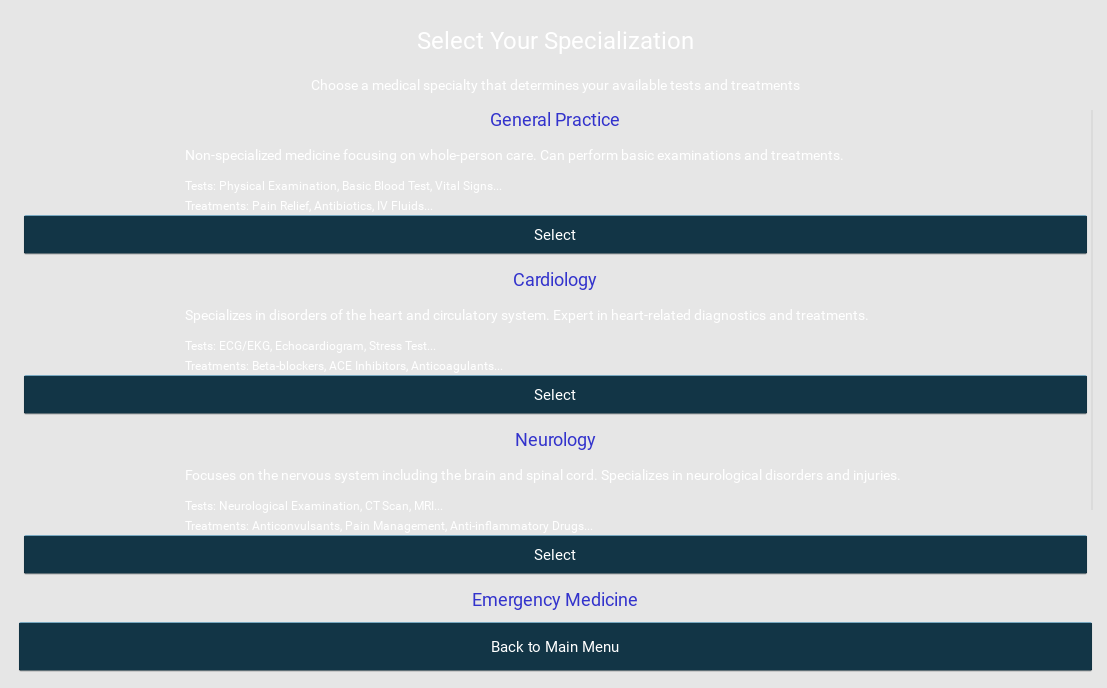 Select Your Specialization
Choose a medical specialty that determines your available tests and treatments
General Practice
Non-specialized medicine focusing on whole-person care. Can perform basic examinations and treatments.
Tests: Physical Examination, Basic Blood Test, Vital Signs...
Treatments: Pain Relief, Antibiotics, IV Fluids...
Select
Cardiology
Specializes in disorders of the heart and circulatory system. Expert in heart-related diagnostics and treatments.
Tests: ECG/EKG, Echocardiogram, Stress Test...
Treatments: Beta-blockers, ACE Inhibitors, Anticoagulants...
Select
Neurology
Focuses on the nervous system including the brain and spinal cord. Specializes in neurological disorders and injuries.
Tests: Neurological Examination, CT Scan, MRI...
Treatments: Anticonvulsants, Pain Management, Anti-inflammatory Drugs...
Select
Emergency Medicine
Back to Main Menu